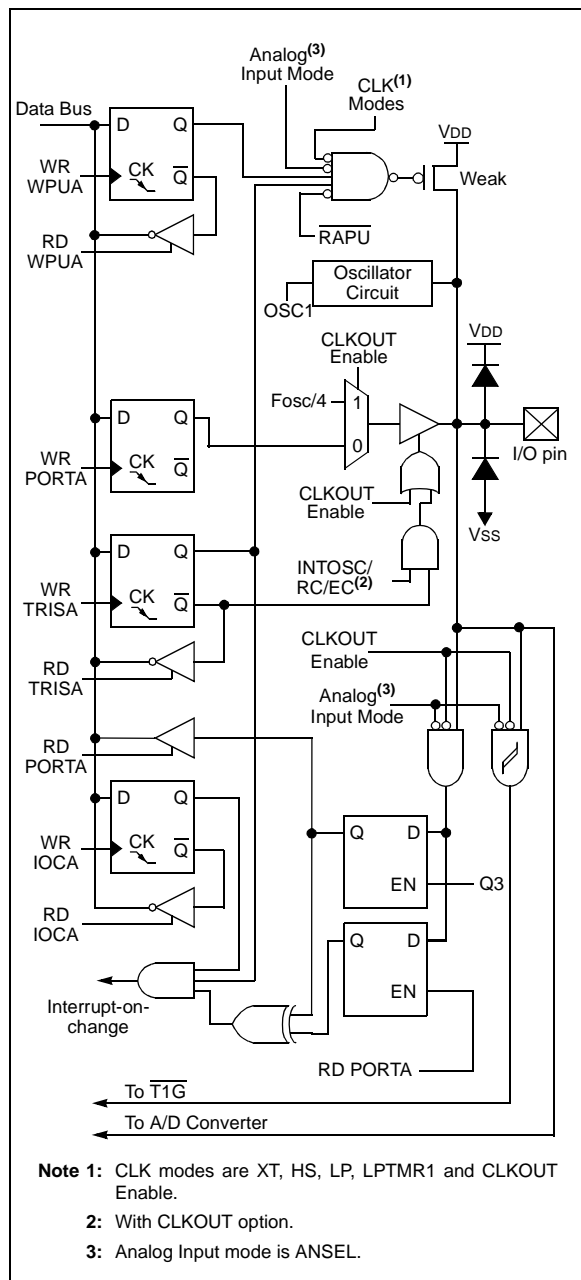 Analog(3)
Input Mode
CLK(1)
Modes
Data Bus
D Q
VDD
WR
WPUA
CK
Q
Weak
RD
WPUA
RAPU
Oscillator
Circuit
OSC1
CLKOUT
Enable
VDD
Fosc/4
1
0
D Q
I/O pin
WR
PORTA
CK
Q
CLKOUT
Enable
VSS
D Q
INTOSC/
RC/EC(2)
WR
TRISA
CK
Q
CLKOUT
Enable
RD
TRISA
Analog(3)
Input Mode
RD
PORTA
D Q
WR
IOCA
CK
Q
Q D
EN
Q3
RD
IOCA
Q D
EN
Interrupt-on-
change
RD PORTA
To T1G
To A/D Converter
Note 1: CLK modes are XT, HS, LP, LPTMR1 and CLKOUT
Enable.
2: With CLKOUT option.
3: Analog Input mode is ANSEL.